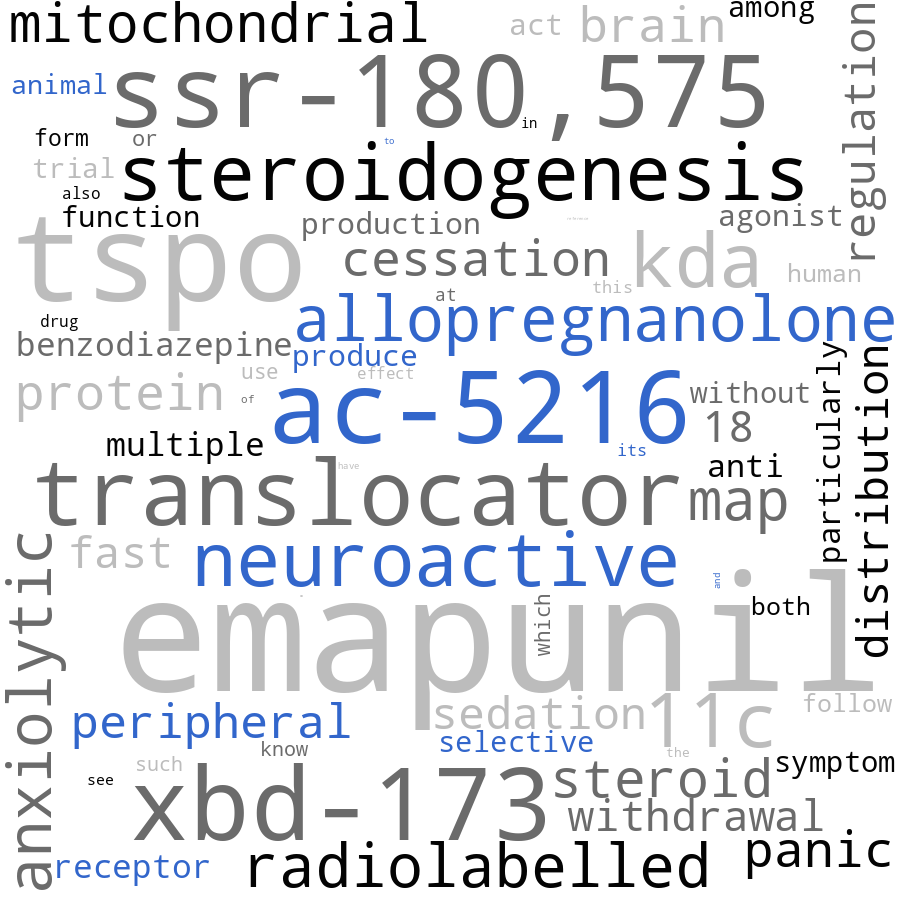 mitochondrial
act
brain
among
regulation
animal
ssr-180,575
in
form
or
to
trial
steroidogenesis
also
function
tspo
production
agonist
cessation
kda
human
this
at
drug
allopregnanolone
benzodiazepine
produce
use
effect
protein
of
ac-5216
without
particularly
distribution
18
multiple
its
anti
have
translocator
map
fast
neuroactive
and
anxiolytic
emapunil
which
both
peripheral
sedation
11c
follow
selective
know
the
such
see
xbd-173
steroid
symptom
withdrawal
receptor
radiolabelled
panic